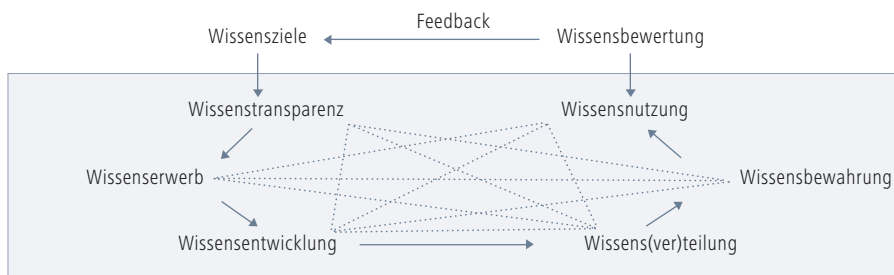 Feedback
Wissensziele
Wissensbewertung
Wissenstransparenz
Wissensnutzung
Wissenserwerb
Wissensbewahrung
Wissensentwicklung
Wissens(ver)teilung